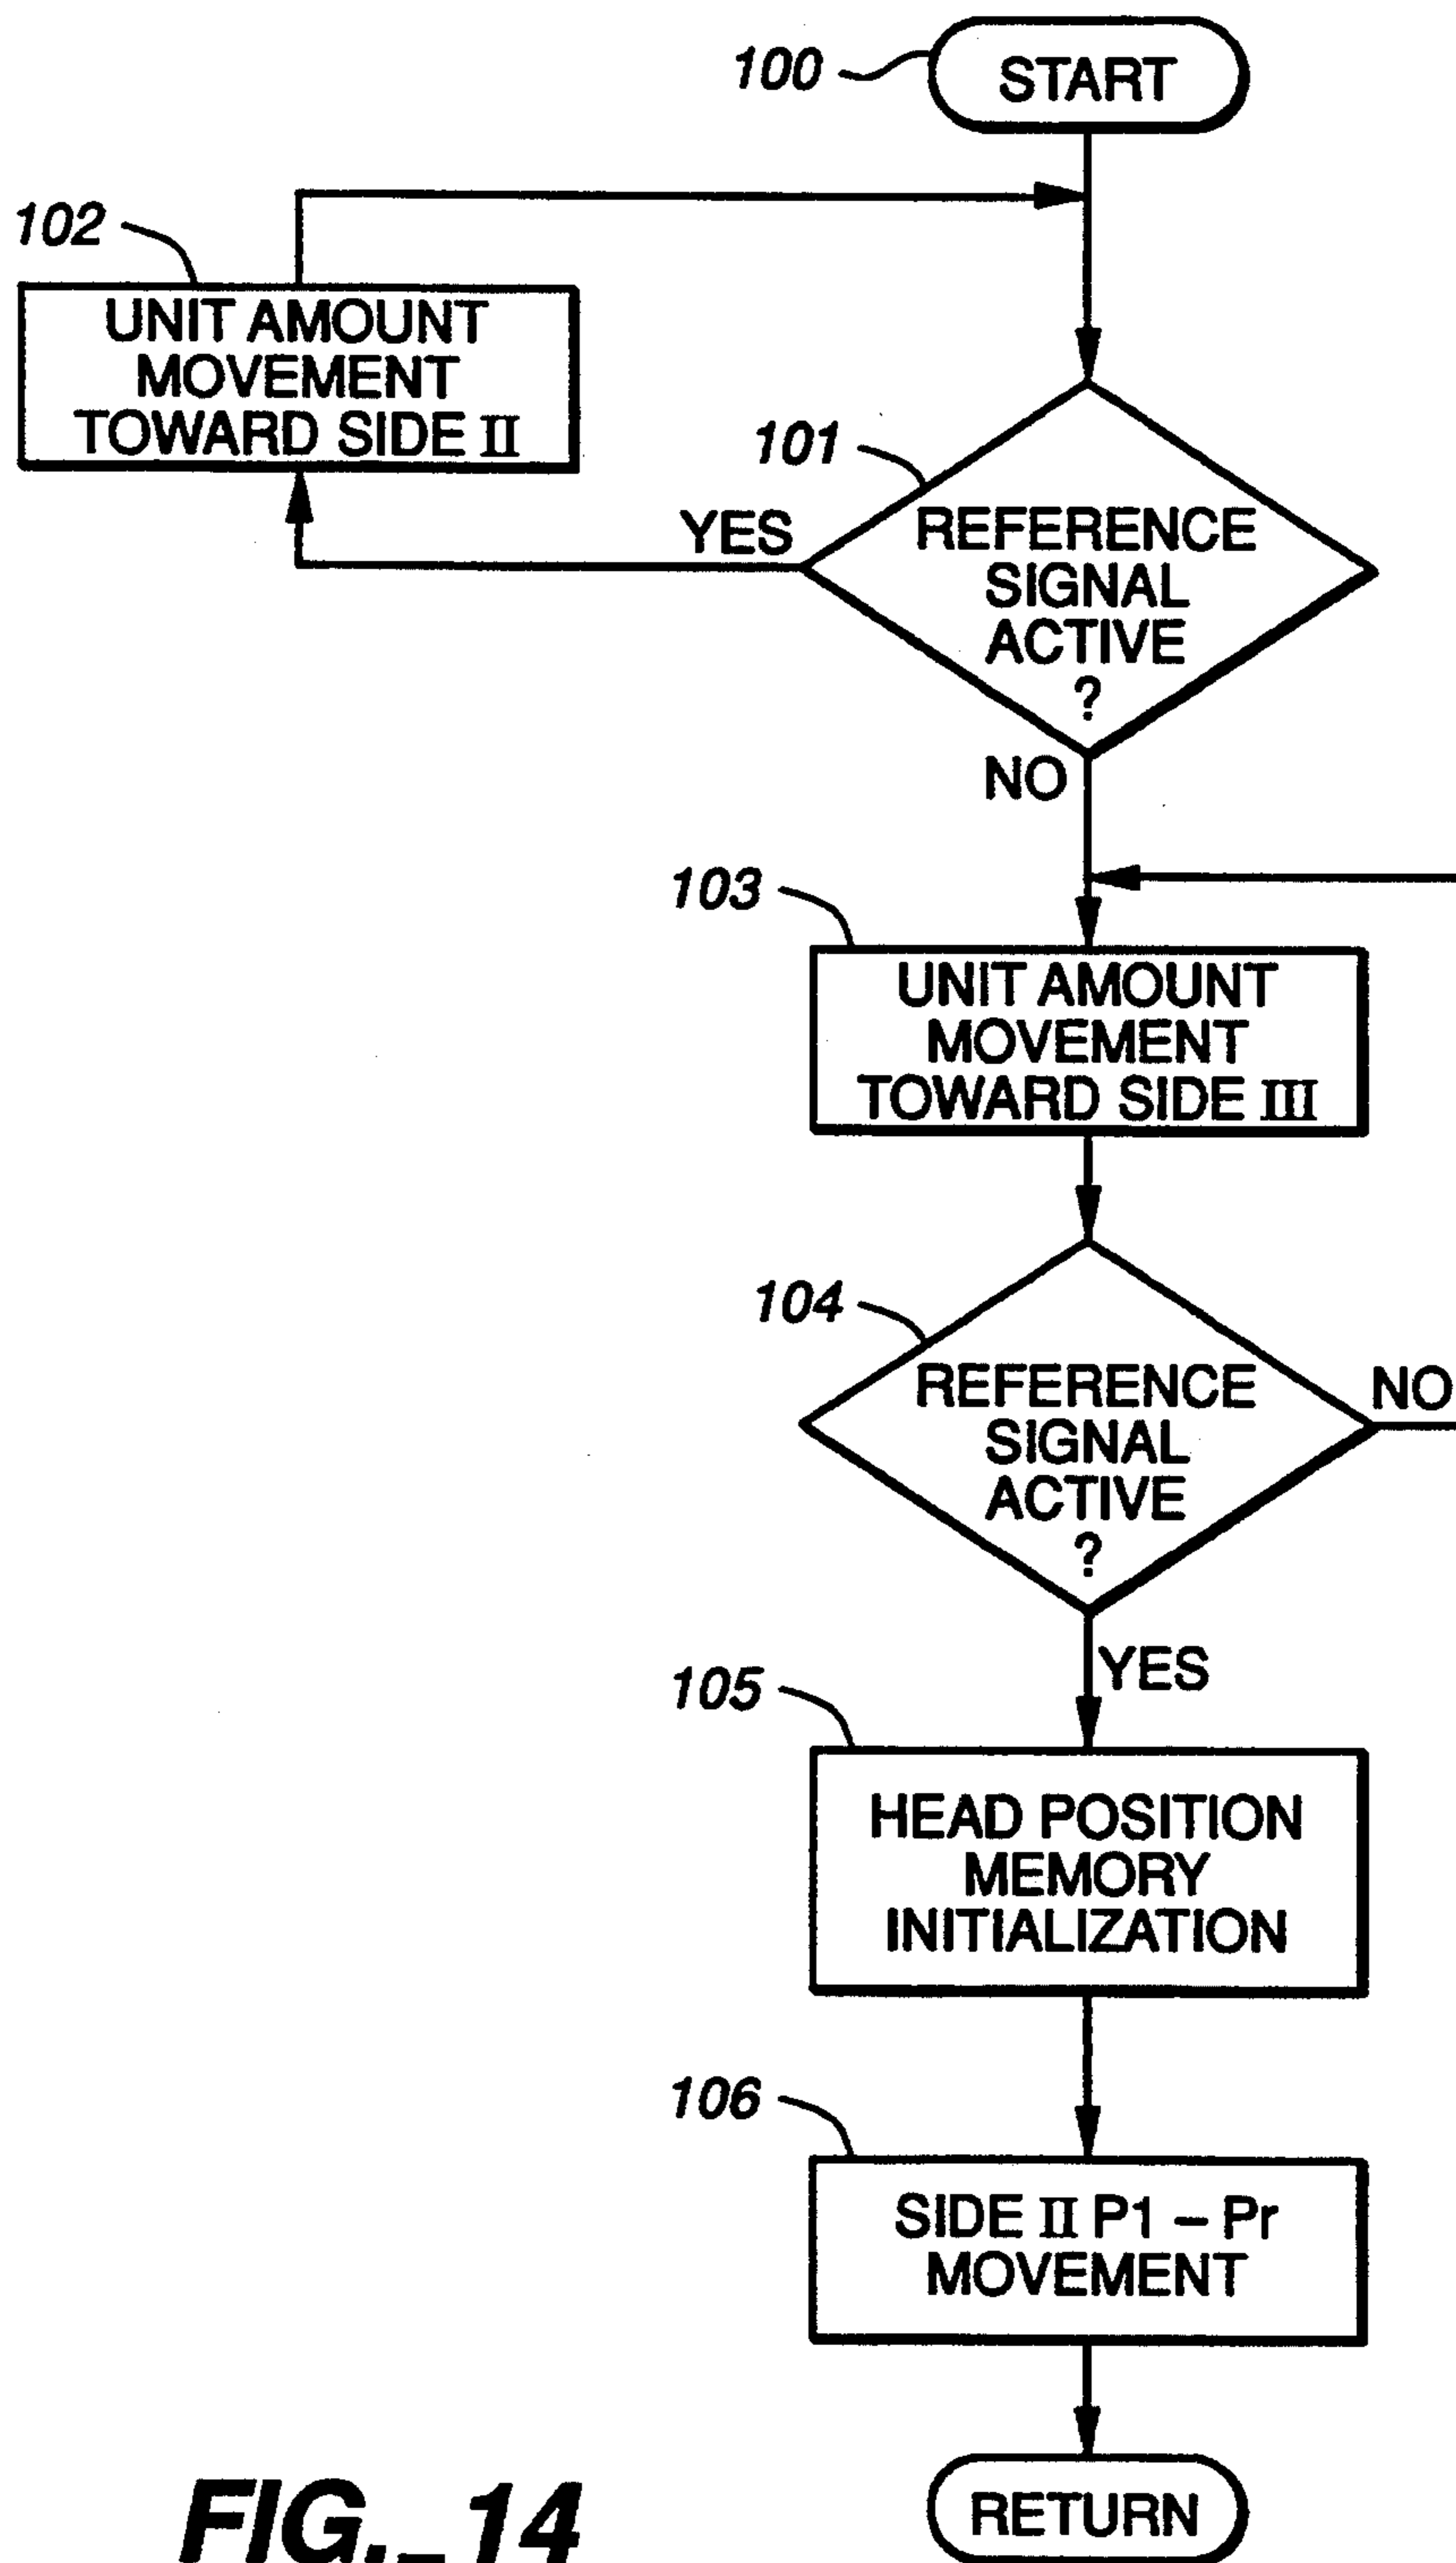 100
START
102
UNIT AMOUNT
MOVEMENT
TOWARD SIDE II
101
YES
REFERENCE
SIGNAL
ACTIVE
?
NO
103
UNIT AMOUNT
MOVEMENT
TOWARD SIDE III
104
REFERENCE
SIGNAL
ACTIVE
?
NO
YES
105
HEAD POSITION
MEMORY
INITIALIZATION
106
SIDE II P1 – Pr
MOVEMENT
RETURN
FIG._14